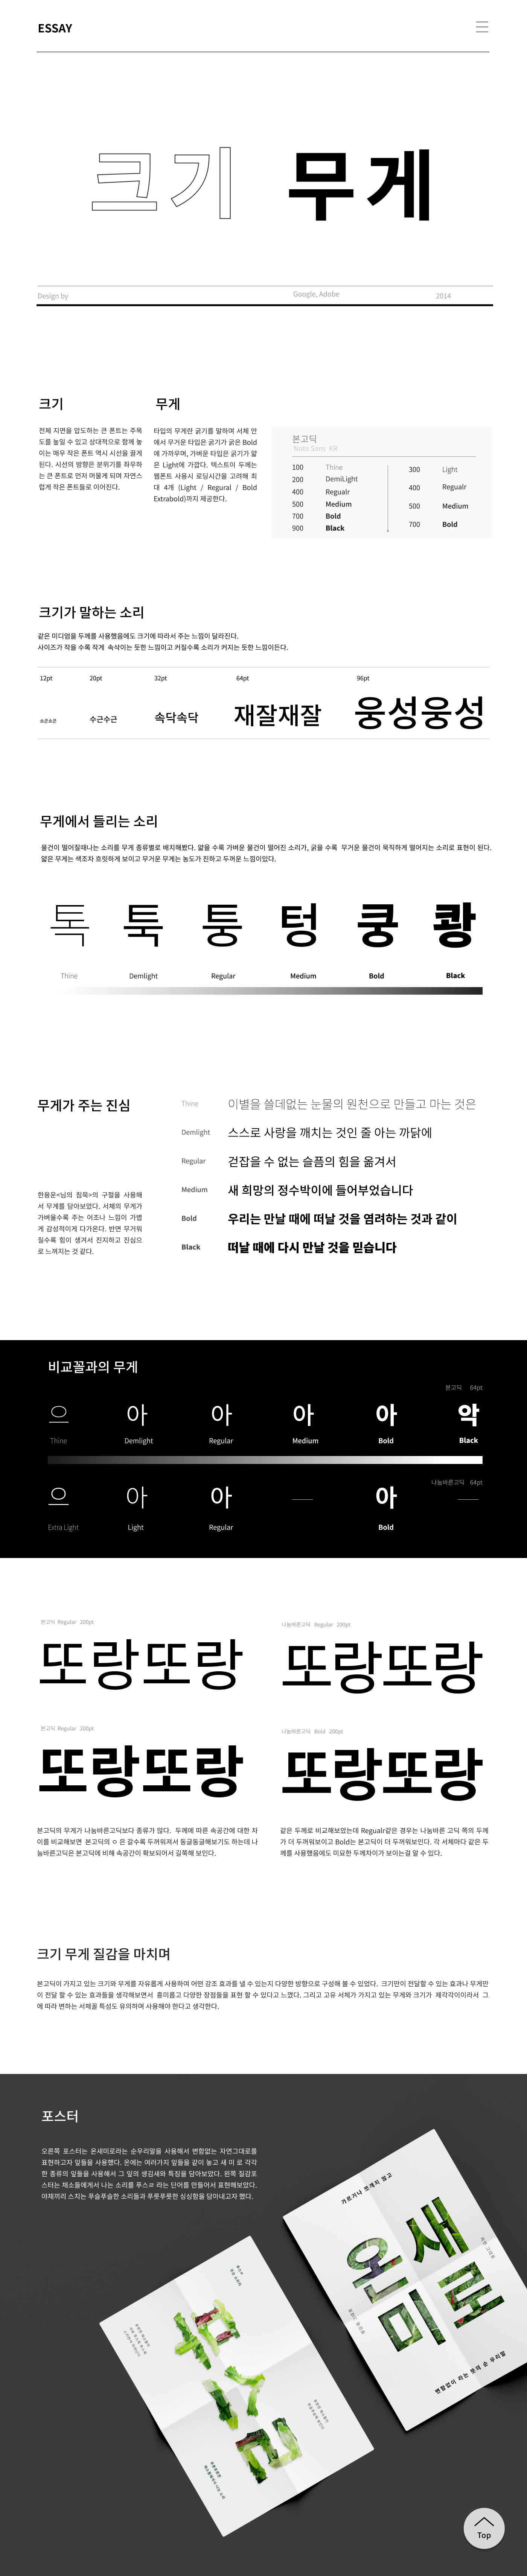 ESSAY
크기 무게
Design by
Google, Adobe
2014
크기
전체 지면을 압도하는 큰 폰트는 주목
도를 높일 수 있고 상대적으로 함께 놓
이는 매우 작은 폰트 역시 시선을 끌게
된다. 시선의 방향은 분위기를 좌우하
는 큰 폰트로 먼저 머물게 되며 자연스
럽게 작은 폰트들로 이어진다.
무게
타입의 무게란 굵기를 말하며 서체 안
에서 무거운 타입은 굵기가 굵은 Bold
에 가까우며, 가벼운 타입은 굵기가 얇
은 Light에 가깝다. 텍스트이 두께는
웹폰트 사용시 로딩시간을 고려해 최
대 4개 (Light / Regural / Bold
Extrabold)까지 제공한다.
본고딕
Noto Sans KR
100 Thine
200 DemiLight
400 Regualr
500 Medium
700 Bold
900 Black
300 Light
400 Regualr
500 Medium
700 Bold
크기가 말하는 소리
같은 미디엄을 두께를 사용했음에도 크기에 따라서 주는 느낌이 달라진다.
사이즈가 작을 수록 작게 속삭이는 듯한 느낌이고 커질수록 소리가 커지는 듯한 느낌이든다.
12pt 20pt 32pt 64pt 96pt
소곤소곤 수근수근 속닥속닥 재잘재잘 웅성웅성
무게에서 들리는 소리
물건이 떨어질때나는 소리를 무게 종류별로 배치해봤다. 얇을 수록 가벼운 물건이 떨어진 소리가, 굵을 수록 무거운 물건이 묵직하게 떨어지는 소리로 표현이 된다.
얇은 무게는 색조차 흐릿하게 보이고 무거운 무게는 농도가 진하고 두꺼운 느낌이있다.
톡 툭 퉁 텅 쿵 쾅
Thine Demlight Regular Medium Bold Black
무게가 주는 진심
한용운<님의 침묵>의 구절을 사용해
서 무게를 담아보았다. 서체의 무게가
가벼울수록 주는 어조나 느낌이 가볍
게 감성적이게 다가온다. 반면 무거워
질수록 힘이 생겨서 진지하고 진심으
로 느껴지는 것 같다.
Thine 이별을 쓸데없는 눈물의 원천으로 만들고 마는 것은
Demlight 스스로 사랑을 깨치는 것인 줄 아는 까닭에
Regular 걷잡을 수 없는 슬픔의 힘을 옮겨서
Medium 새 희망의 정수박이에 들어부었습니다
Bold 우리는 만날 때에 떠날 것을 염려하는 것과 같이
Black 떠날 때에 다시 만날 것을 믿습니다
비교꼴과의 무게
본고딕 64pt
으 아 아 아 아 악
Thine Demlight Regular Medium Bold Black
나눔바른고딕 64pt
으 아 아 아
Extra Light Light Regular Bold
본고딕 Regular 200pt
또랑또랑
나눔바른고딕 Regular 200pt
또랑또랑
본고딕 Regular 200pt
또랑또랑
나눔바른고딕 Bold 200pt
또랑또랑
본고딕의 무게가 나눔바른고딕보다 종류가 많다. 두께에 따른 속공간에 대한 차
이를 비교해보면 본고딕의 ㅇ 은 갈수록 두꺼워져서 동글동글해보기도 하는데 나
눔바른고딕은 본고딕에 비해 속공간이 확보되어서 길쭉해 보인다.
같은 두께로 비교해보았는데 Regualr같은 경우는 나눔바른 고딕 쪽의 두께
가 더 두꺼워보이고 Bold는 본고딕이 더 두꺼워보인다. 각 서체마다 같은 두
께를 사용했음에도 미묘한 두께차이가 보이는걸 알 수 있다.
크기 무게 질감을 마치며
본고딕이 가지고 있는 크기와 무게를 자유롭게 사용하여 어떤 감조 효과를 낼 수 있는지 다양한 방향으로 구성해 볼 수 있었다. 크기만이 전달할 수 있는 효과나 무게만
이 전달 할 수 있는 효과들을 생각해보면서 흥미롭고 다양한 장점들을 표현 할 수 있다고 느꼈다. 그리고 고유 서체가 가지고 있는 무게와 크기가 제각각이이라서 그
에 따라 변하는 서체꼴 특성도 유의하며 사용해야 한다고 생각한다.
포스터
오른쪽 포스터는 온새미로라는 순우리말을 사용해서 변함없는 자연그대로를
표현하고자 잎들을 사용했다. 온에는 여러가지 잎들을 같이 놓고 새 미 로 각각
한 종류의 잎들을 사용해서 그 잎의 생김새와 특징을 담아보았다. 왼쪽 질감포
스터는 채소들에게서 나는 소리를 푸스ㅍ 라는 단어를 만들어서 표현해보았다.
야채끼리 스치는 푸슬푸슬한 소리들과 푸릇푸릇한 싱싱함을 담아내고자 했다.
가르거나 쪼개지 않고
온새
미로
변함없이 라는 뜻의 순 우리말
Top